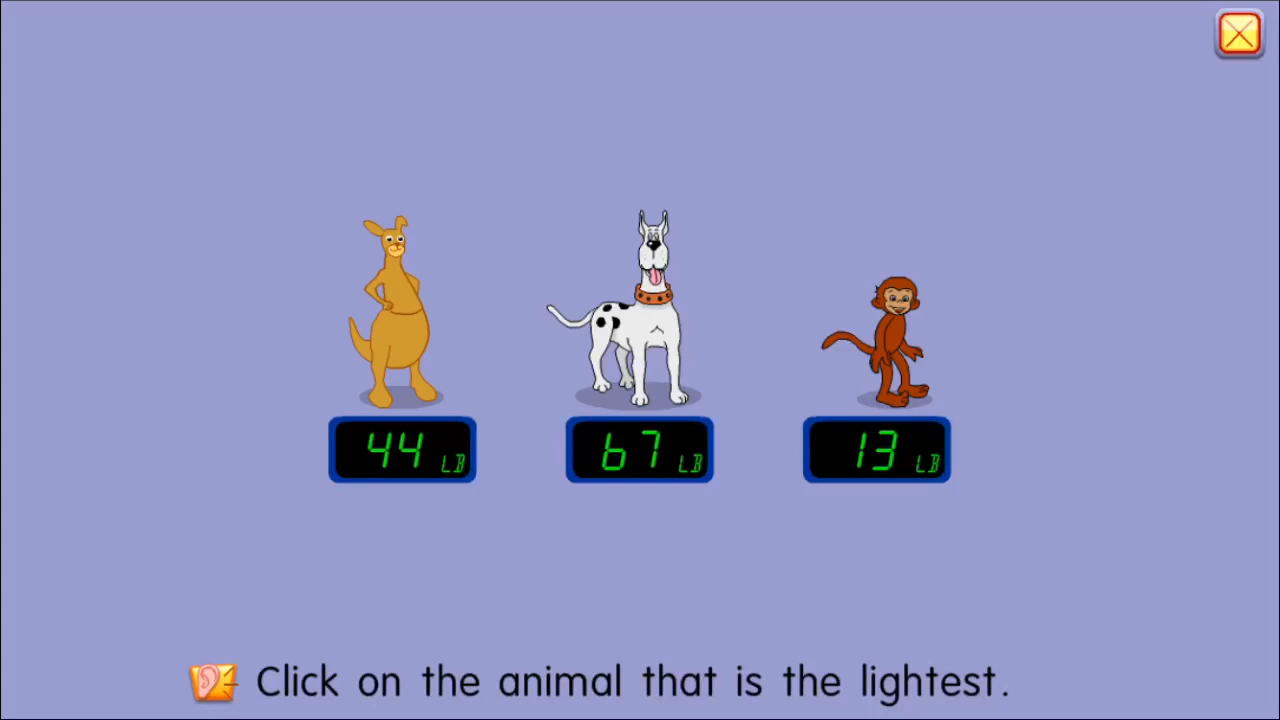 44 LB
67 LB
13 LB
Click on the animal that is the lightest.